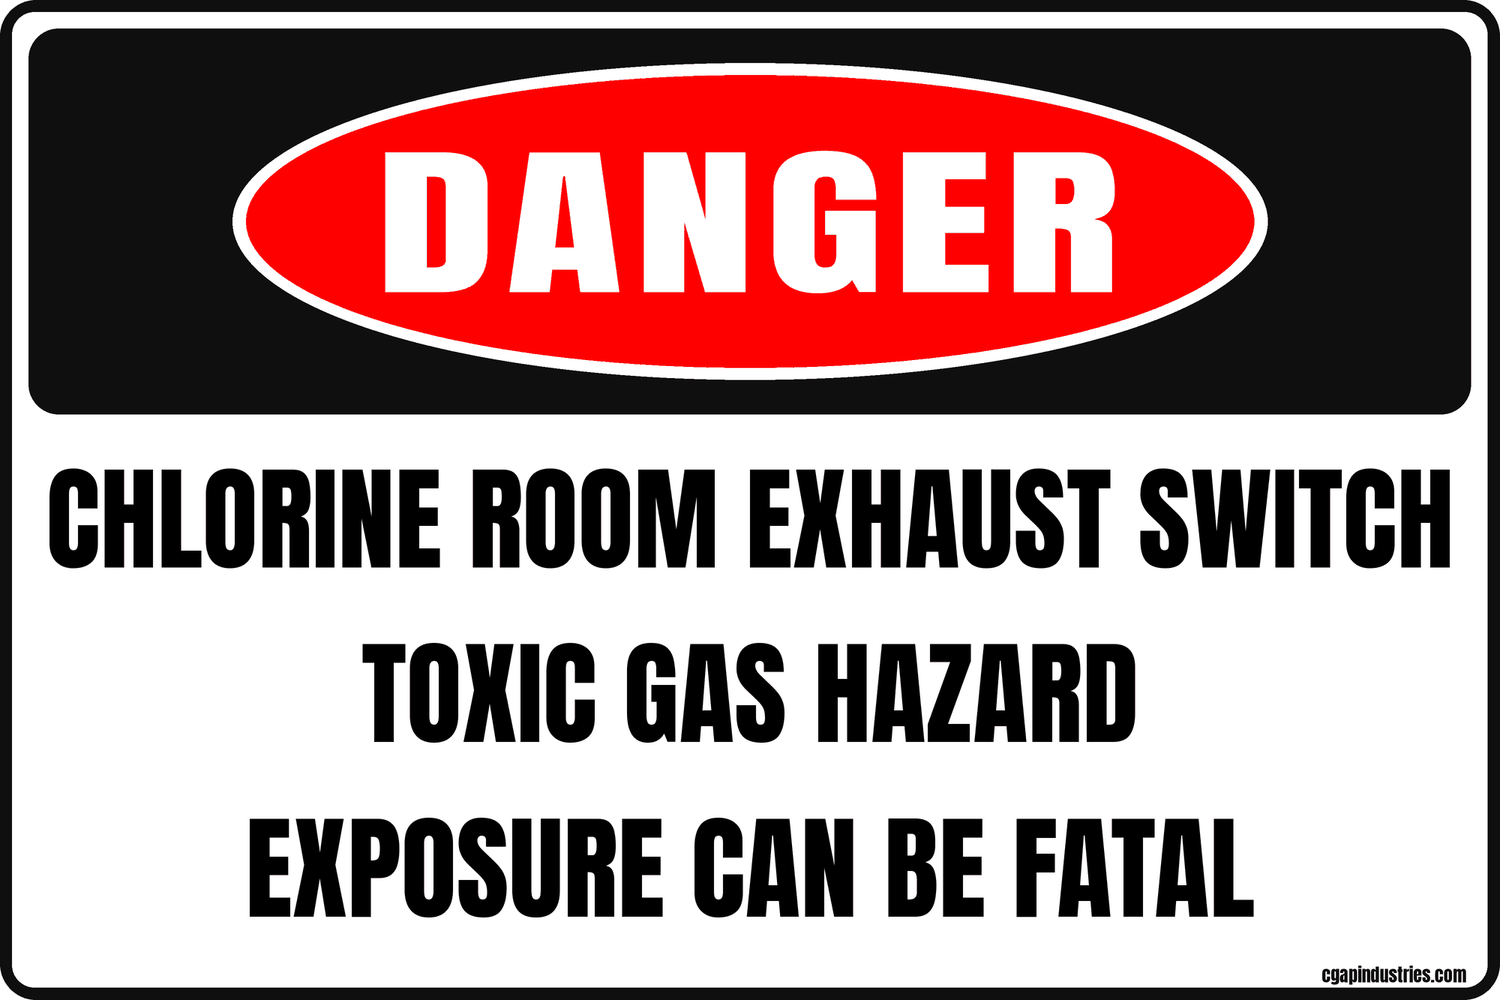 DANGER
CHLORINE ROOM EXHAUST SWITCH
TOXIC GAS HAZARD
EXPOSURE CAN BE FATAL
cgapindustries.com